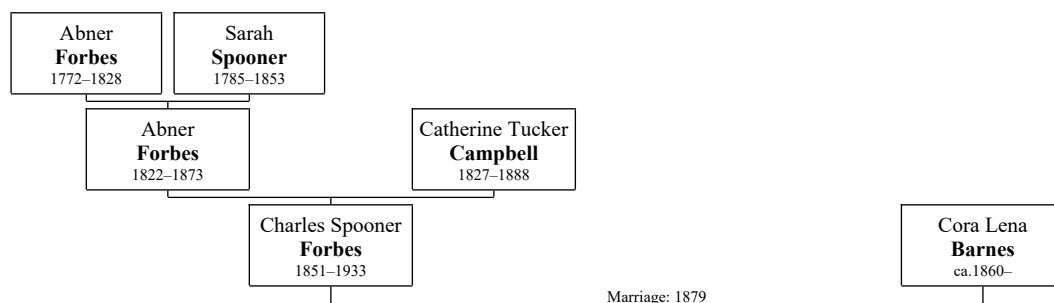 Abner
Forbes
1772–1828
Sarah
Spooner
1785–1853
Abner
Forbes
1822–1873
Catherine Tucker
Campbell
1827–1888
Charles Spooner
Forbes
1851–1933
Cora Lena
Barnes
ca.1860–
Marriage: 1879